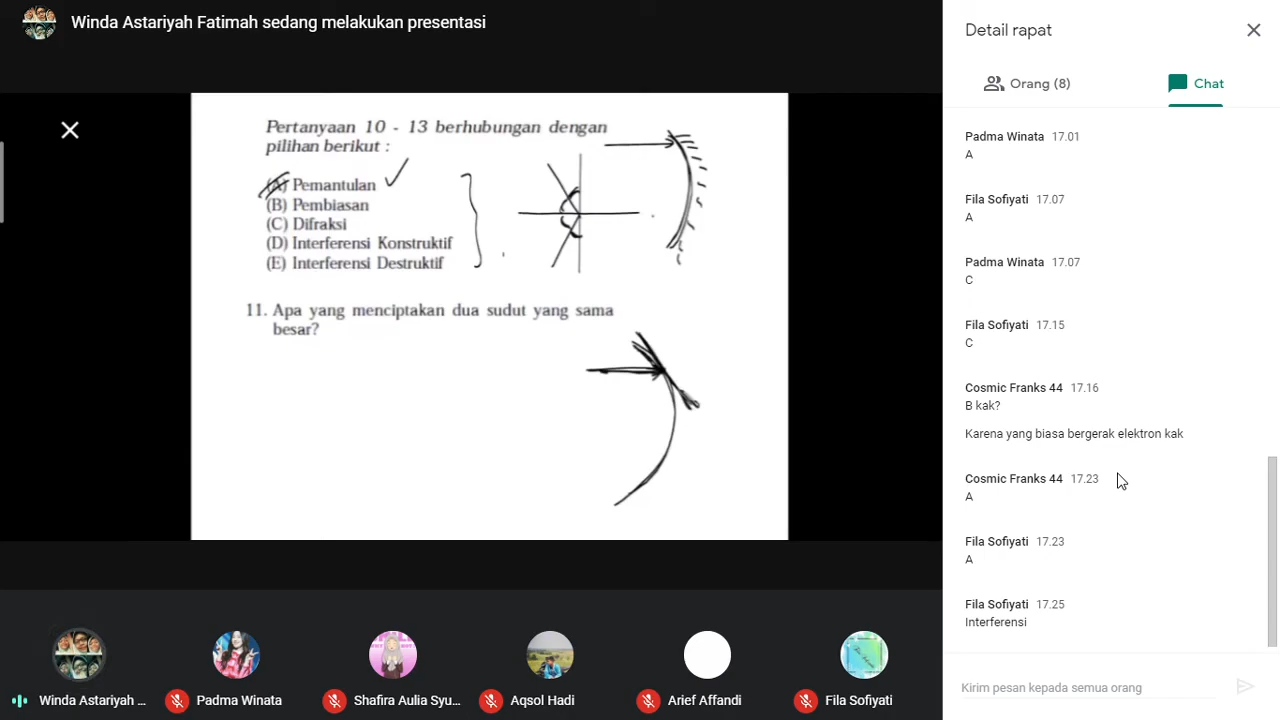 Winda Astariyah Fatimah sedang melakukan presentasi
Pertanyaan 10 - 13 berhubungan dengan
pilihan berikut :
(A) Pemantulan
(B) Pembiasan
(C) Difraksi
(D) Interferensi Konstruktif
(E) Interferensi Destruktif
11. Apa yang menciptakan dua sudut yang sama
besar?
Winda Astariyah ...
Padma Winata
Shafira Aulia Syu...
Aqsol Hadi
Arief Affandi
Fila Sofiyati
Detail rapat
Orang (8)
Chat
Padma Winata 17.01
A
Fila Sofiyati 17.07
A
Padma Winata 17.07
C
Fila Sofiyati 17.15
C
Cosmic Franks 44 17.16
B kak?
Karena yang biasa bergerak elektron kak
Cosmic Franks 44 17.23
A
Fila Sofiyati 17.23
A
Fila Sofiyati 17.25
Interferensi
Kirim pesan kepada semua orang